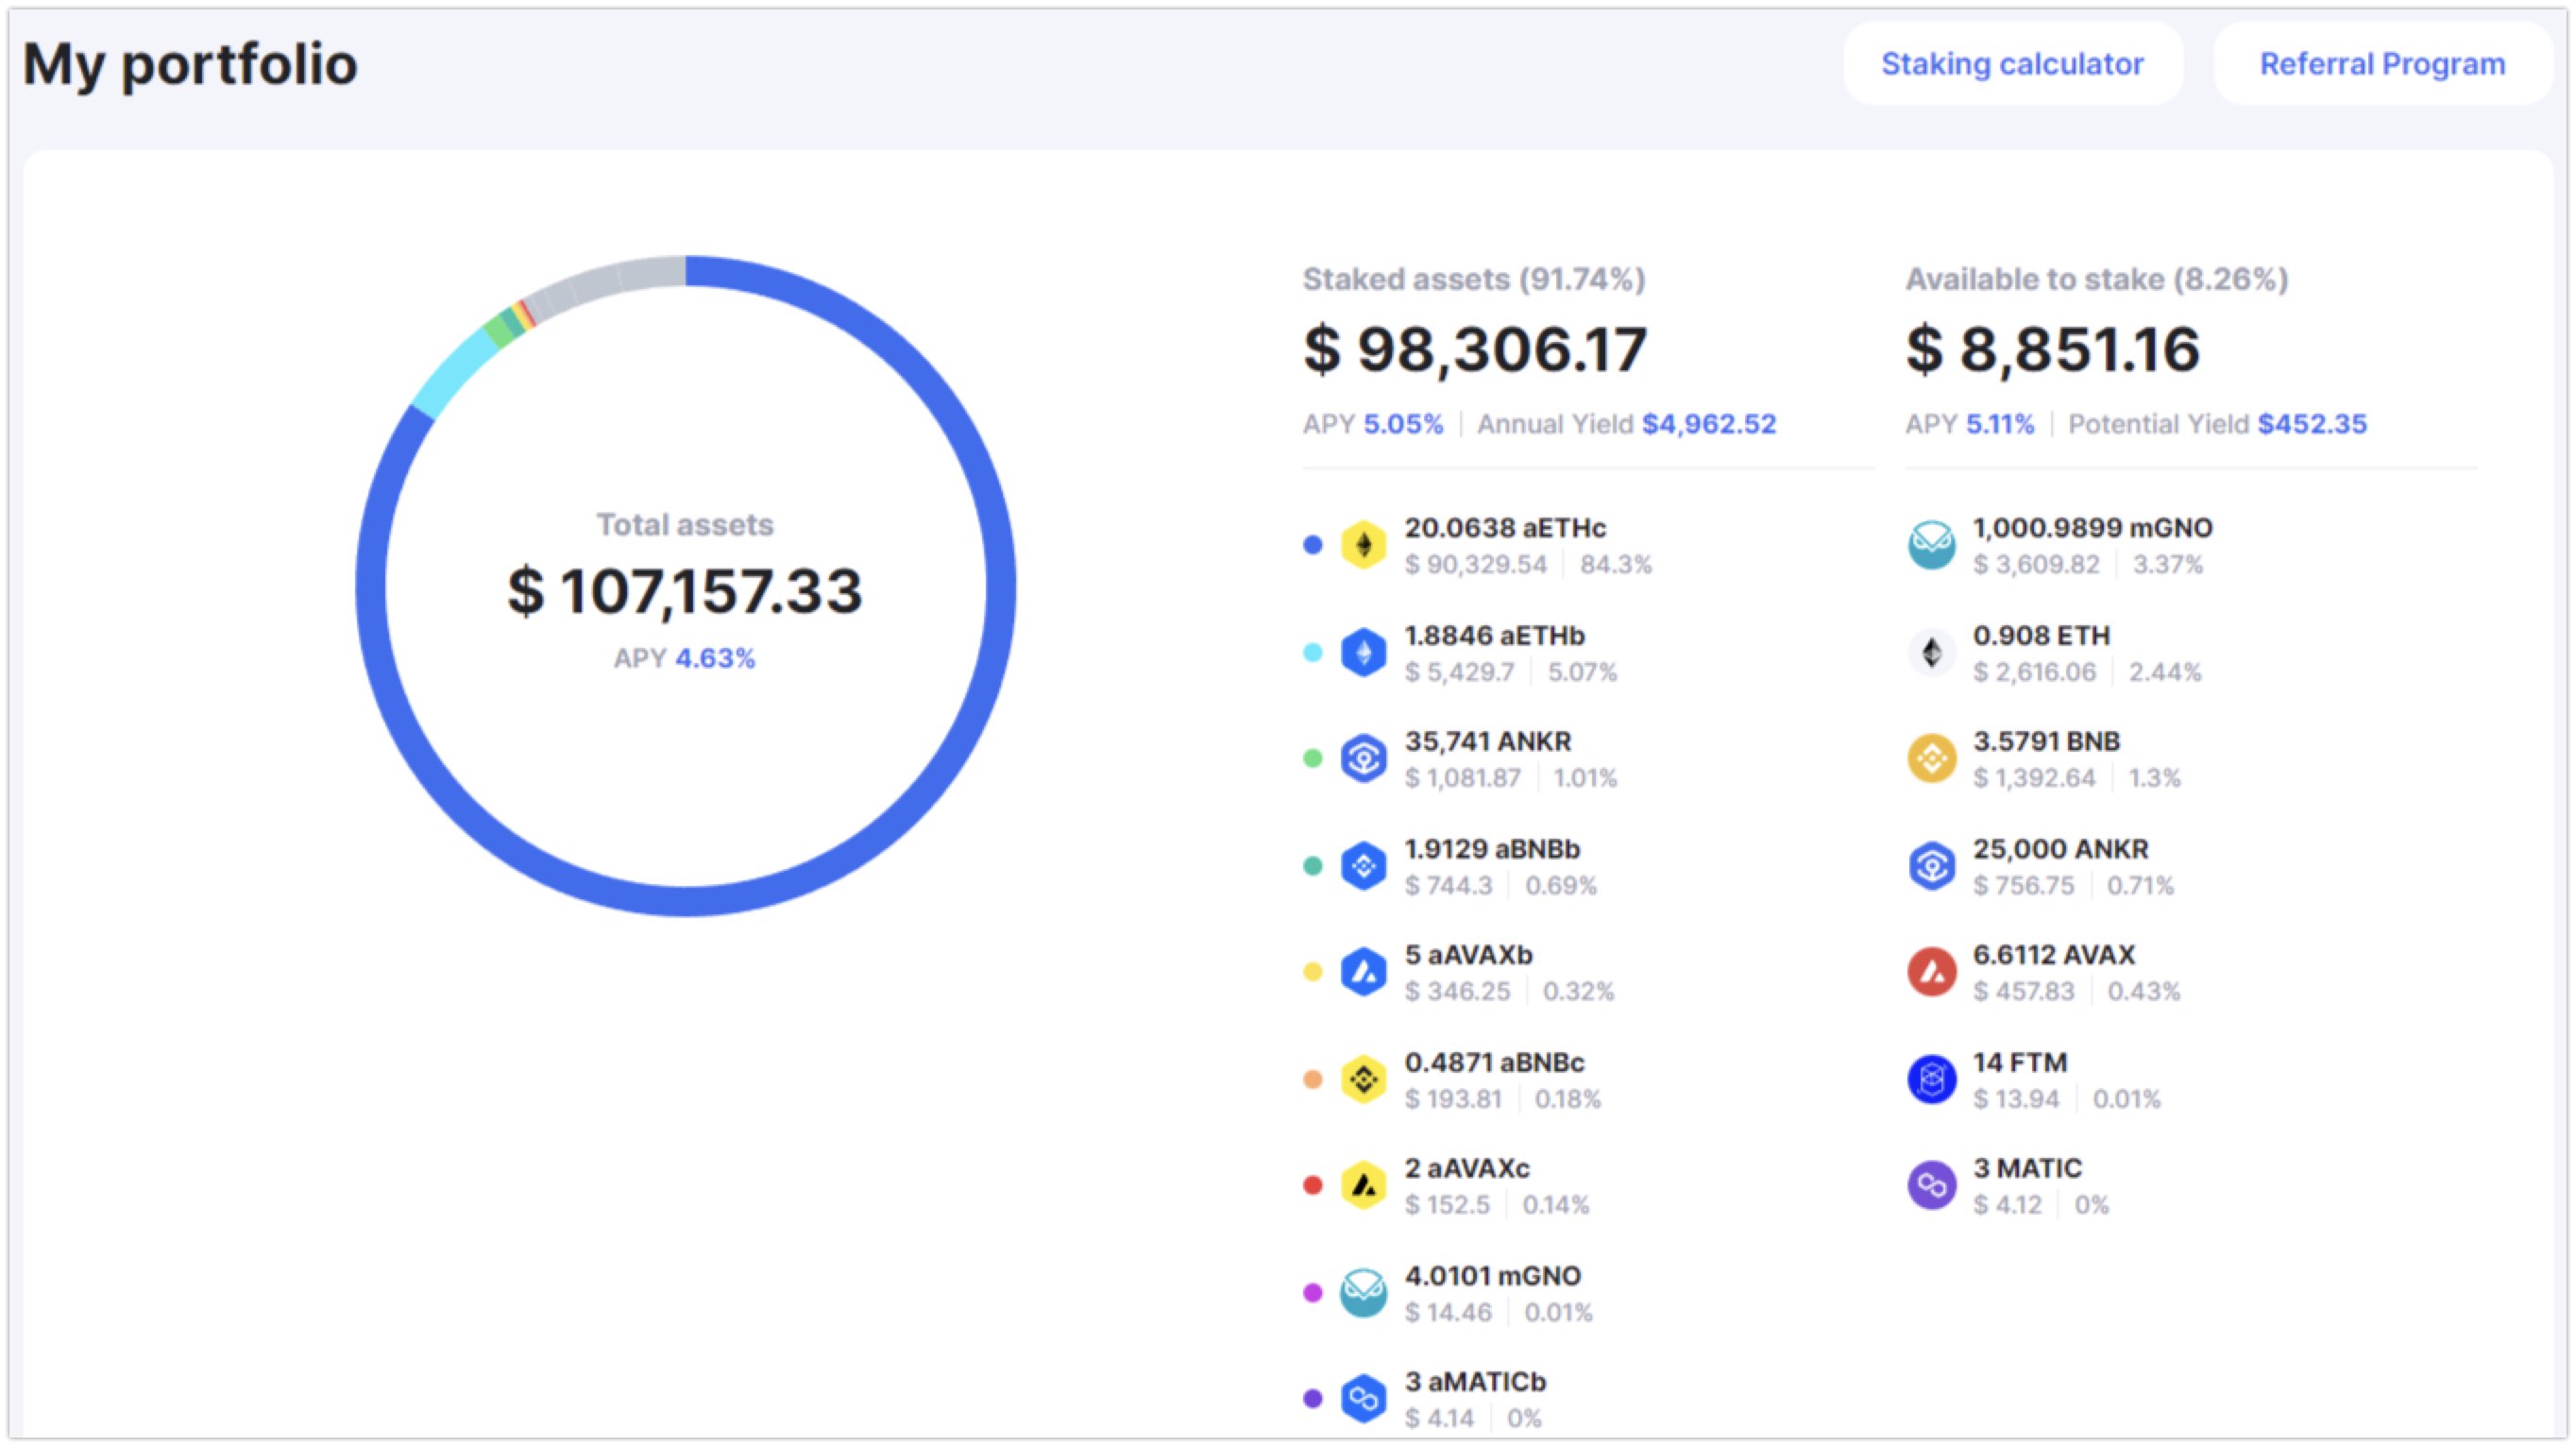 My portfolio
Staking calculator
Referral Program
Total assets
$ 107,157.33
APY 4.63%
Staked assets (91.74%)
$ 98,306.17
APY 5.05% | Annual Yield $4,962.52
20.0638 aETHc
$ 90,329.54 | 84.3%
1.8846 aETHb
$ 5,429.7 | 5.07%
35,741 ANKR
$ 1,081.87 | 1.01%
1.9129 aBNBb
$ 744.3 | 0.69%
5 aAVAXb
$ 346.25 | 0.32%
0.4871 aBNBc
$ 193.81 | 0.18%
2 aAVAXc
$ 152.5 | 0.14%
4.0101 mGNO
$ 14.46 | 0.01%
3 aMATICb
$ 4.14 | 0%
Available to stake (8.26%)
$ 8,851.16
APY 5.11% | Potential Yield $452.35
1,000.9899 mGNO
$ 3,609.82 | 3.37%
0.908 ETH
$ 2,616.06 | 2.44%
3.5791 BNB
$ 1,392.64 | 1.3%
25,000 ANKR
$ 756.75 | 0.71%
6.6112 AVAX
$ 457.83 | 0.43%
14 FTM
$ 13.94 | 0.01%
3 MATIC
$ 4.12 | 0%